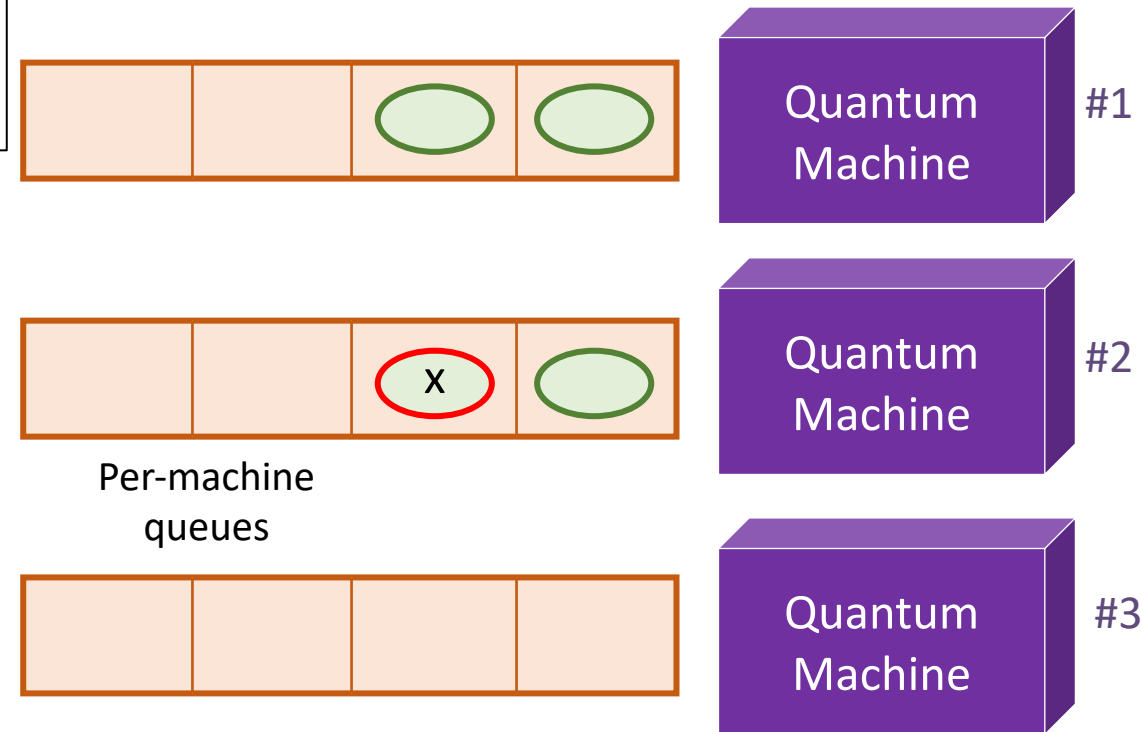 Quantum
Machine
#1
x
Quantum
Machine
#2
Per-machine
queues
Quantum
Machine
#3